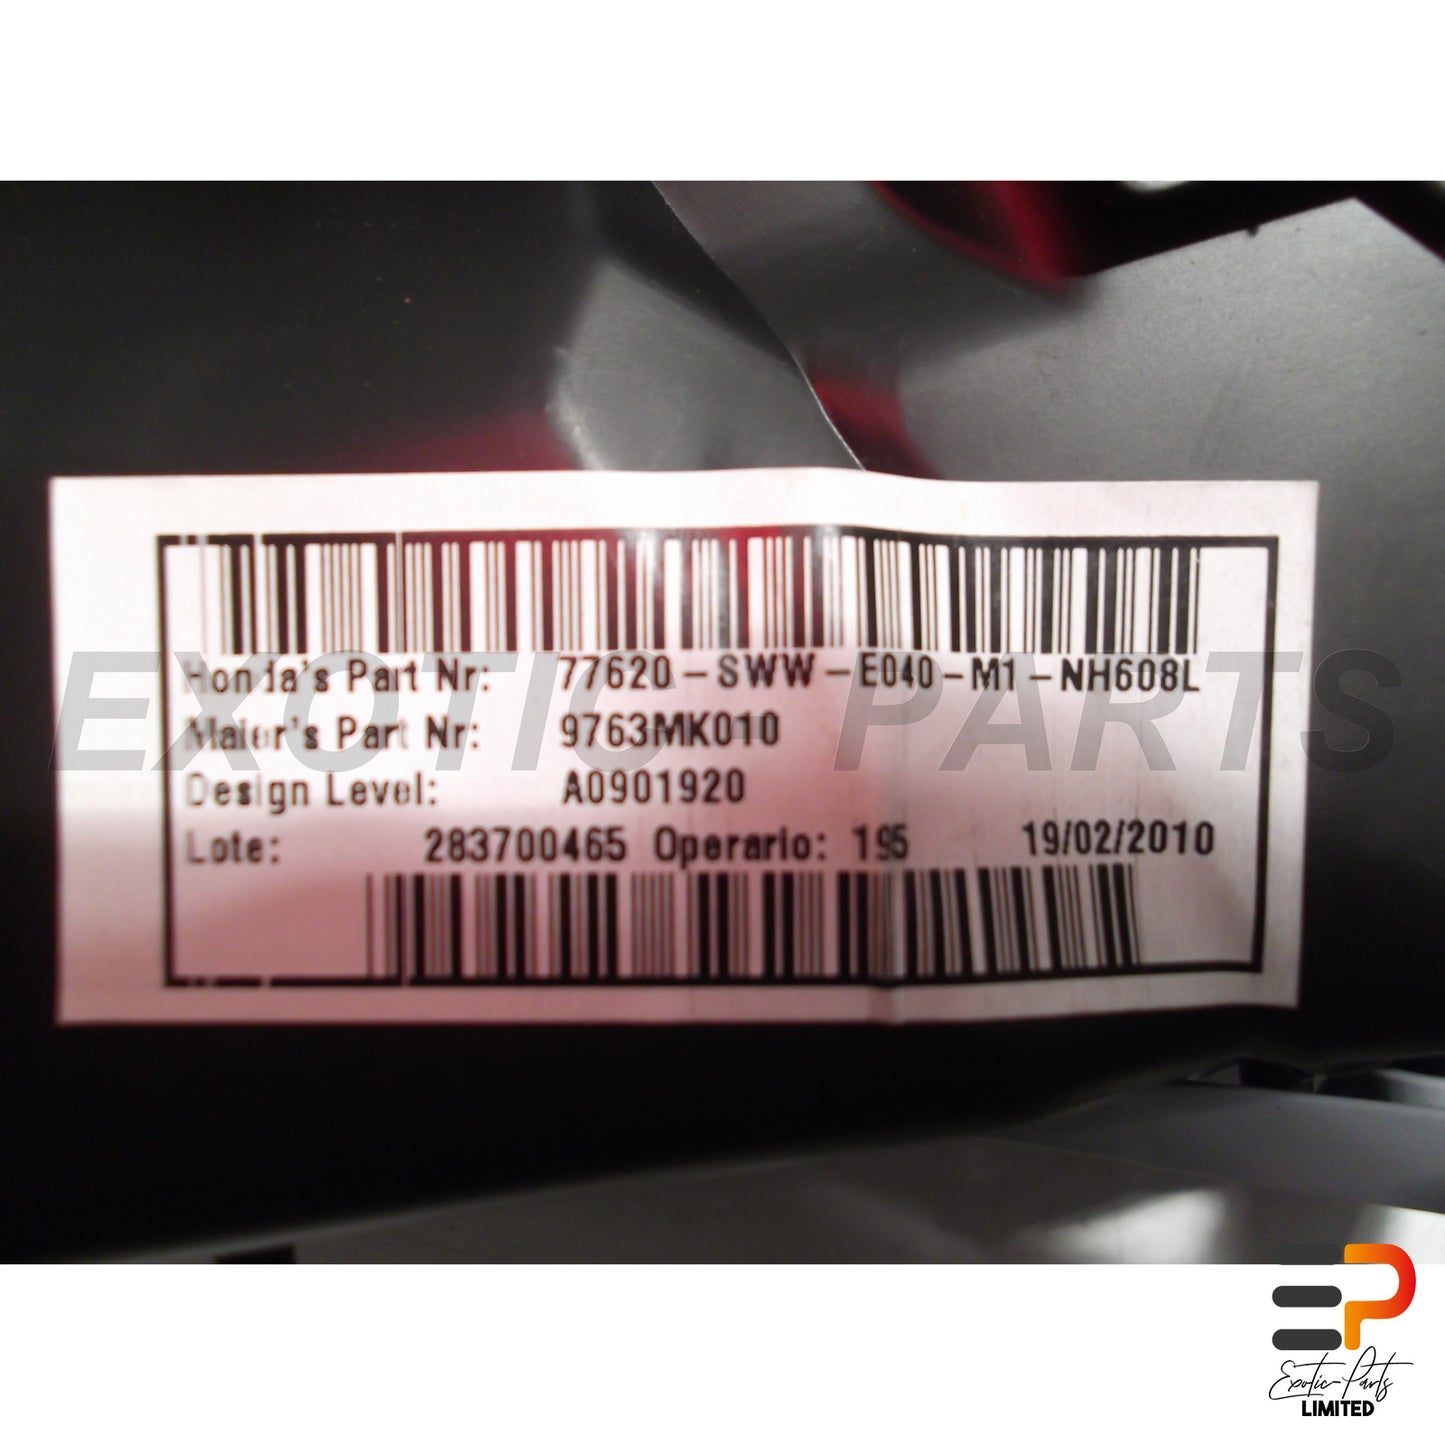 Honda's Part Nr: 77620-SWW-E040-M1-NH608L
EXOTIC - PARTS
Maier's Part Nr: 9763MK010
Design Level: A0901920
Lote: 283700465 Operario: 195 19/02/2010
EP
Exotic-Parts
LIMITED